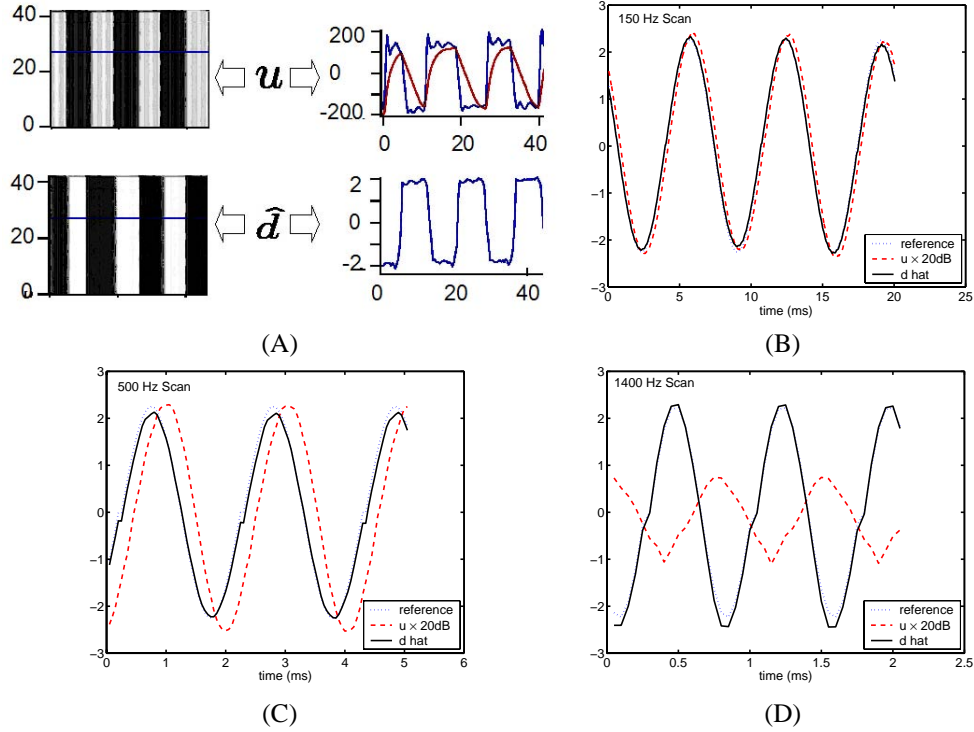 40
20
0
u
200
0
-200
0
20
40
40
20
0
d̂
2
0
-2
0
20
40
(A)
3
2
1
0
−1
−2
−3
150 Hz Scan
reference
u × 20dB
d hat
0
5
10
15
20
25
time (ms)
(B)
3
2
1
0
−1
−2
−3
500 Hz Scan
reference
u × 20dB
d hat
0
1
2
3
4
5
6
time (ms)
(C)
3
2
1
0
−1
−2
−3
1400 Hz Scan
reference
u × 20dB
d hat
0
0.5
1
1.5
2
2.5
time (ms)
(D)